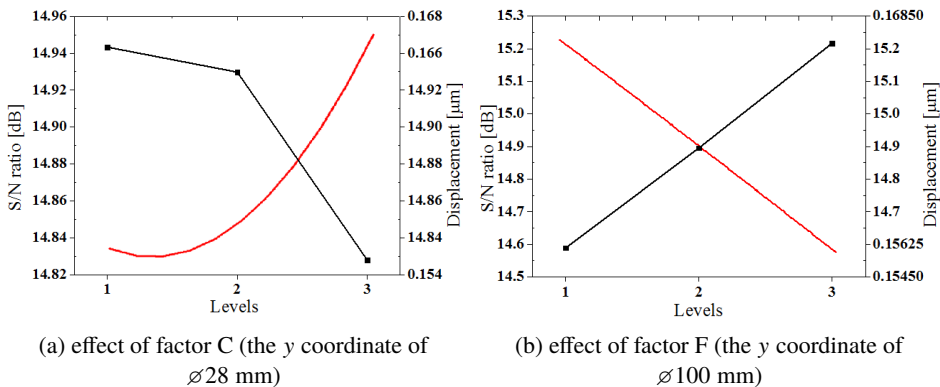 14.96
14.94
14.92
14.90
14.88
14.86
14.84
14.82
S/N ratio [dB]
0.168
0.166
14.92
14.90
14.88
14.86
14.84
0.154
Displacement [μm]
1 2 3
Levels
(a) effect of factor C (the y coordinate of
⌀28 mm)
15.3
15.2
15.1
15.0
14.9
14.8
14.7
14.6
14.5
S/N ratio [dB]
0.16850
15.2
15.1
15.0
14.9
14.8
14.7
0.15625
0.15450
Displacement [μm]
1 2 3
Levels
(b) effect of factor F (the y coordinate of
⌀100 mm)